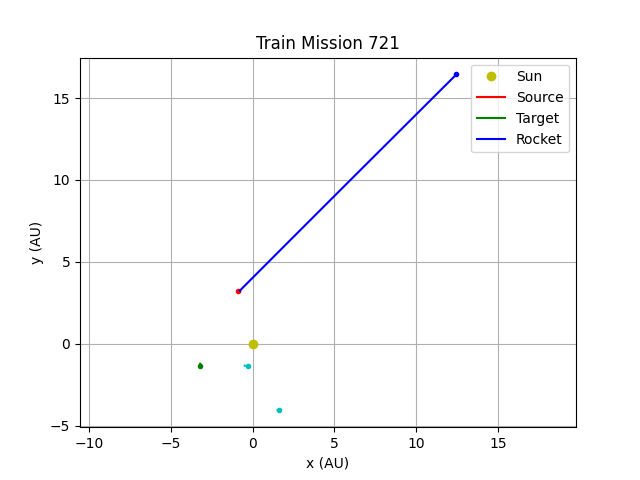 Train Mission 721
Sun
Source
Target
Rocket
y (AU)
15
10
5
0
−5
−10
−5
0
5
10
15
x (AU)